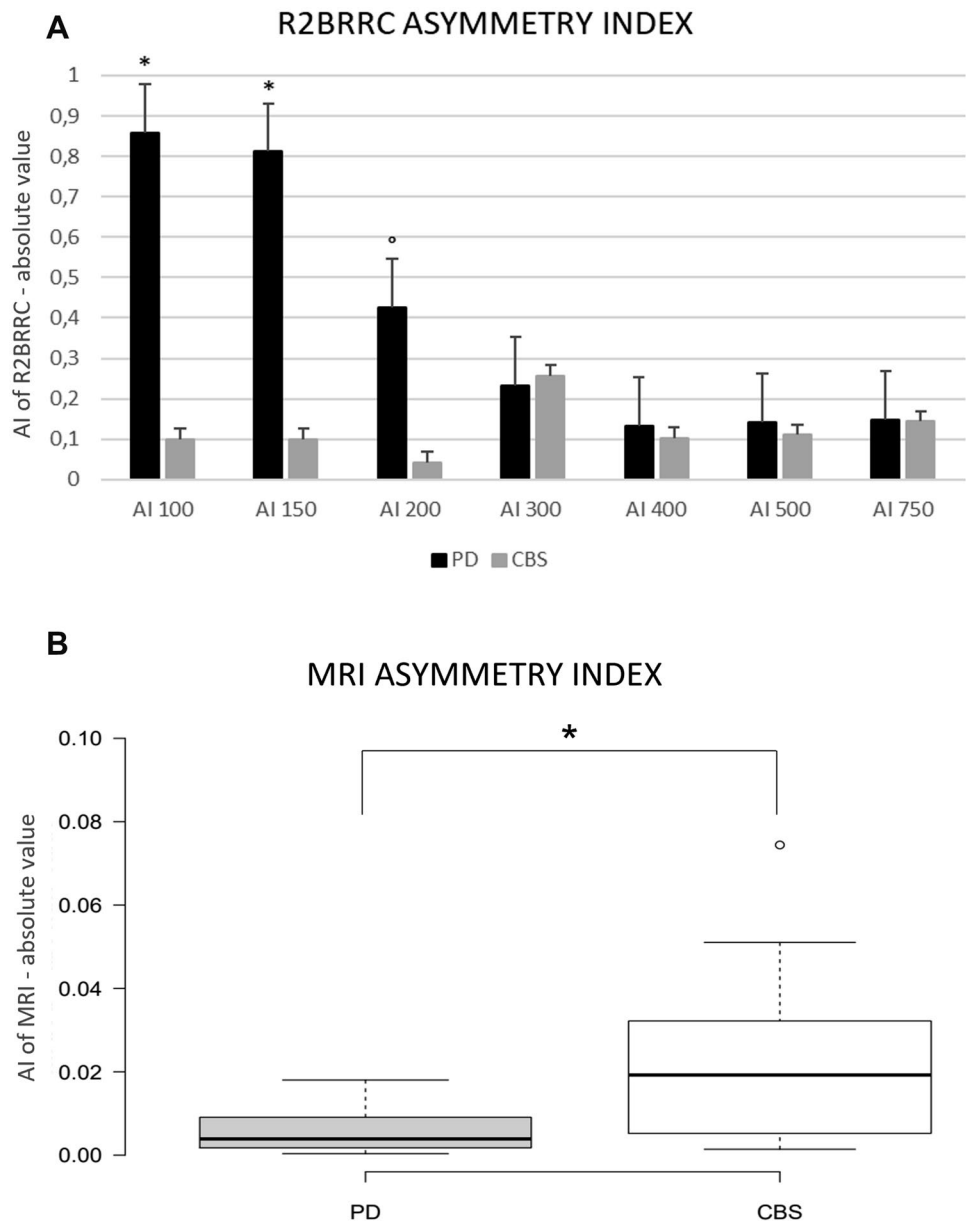 A
R2BRRC ASYMMETRY INDEX
AI of R2BRRC - absolute value
* *
°
1
0,9
0,8
0,7
0,6
0,5
0,4
0,3
0,2
0,1
0
AI 100 AI 150 AI 200 AI 300 AI 400 AI 500 AI 750
PD CBS
B
MRI ASYMMETRY INDEX
AI of MRI - absolute value
*
0.10
0.08
0.06
0.04
0.02
0.00
PD CBS